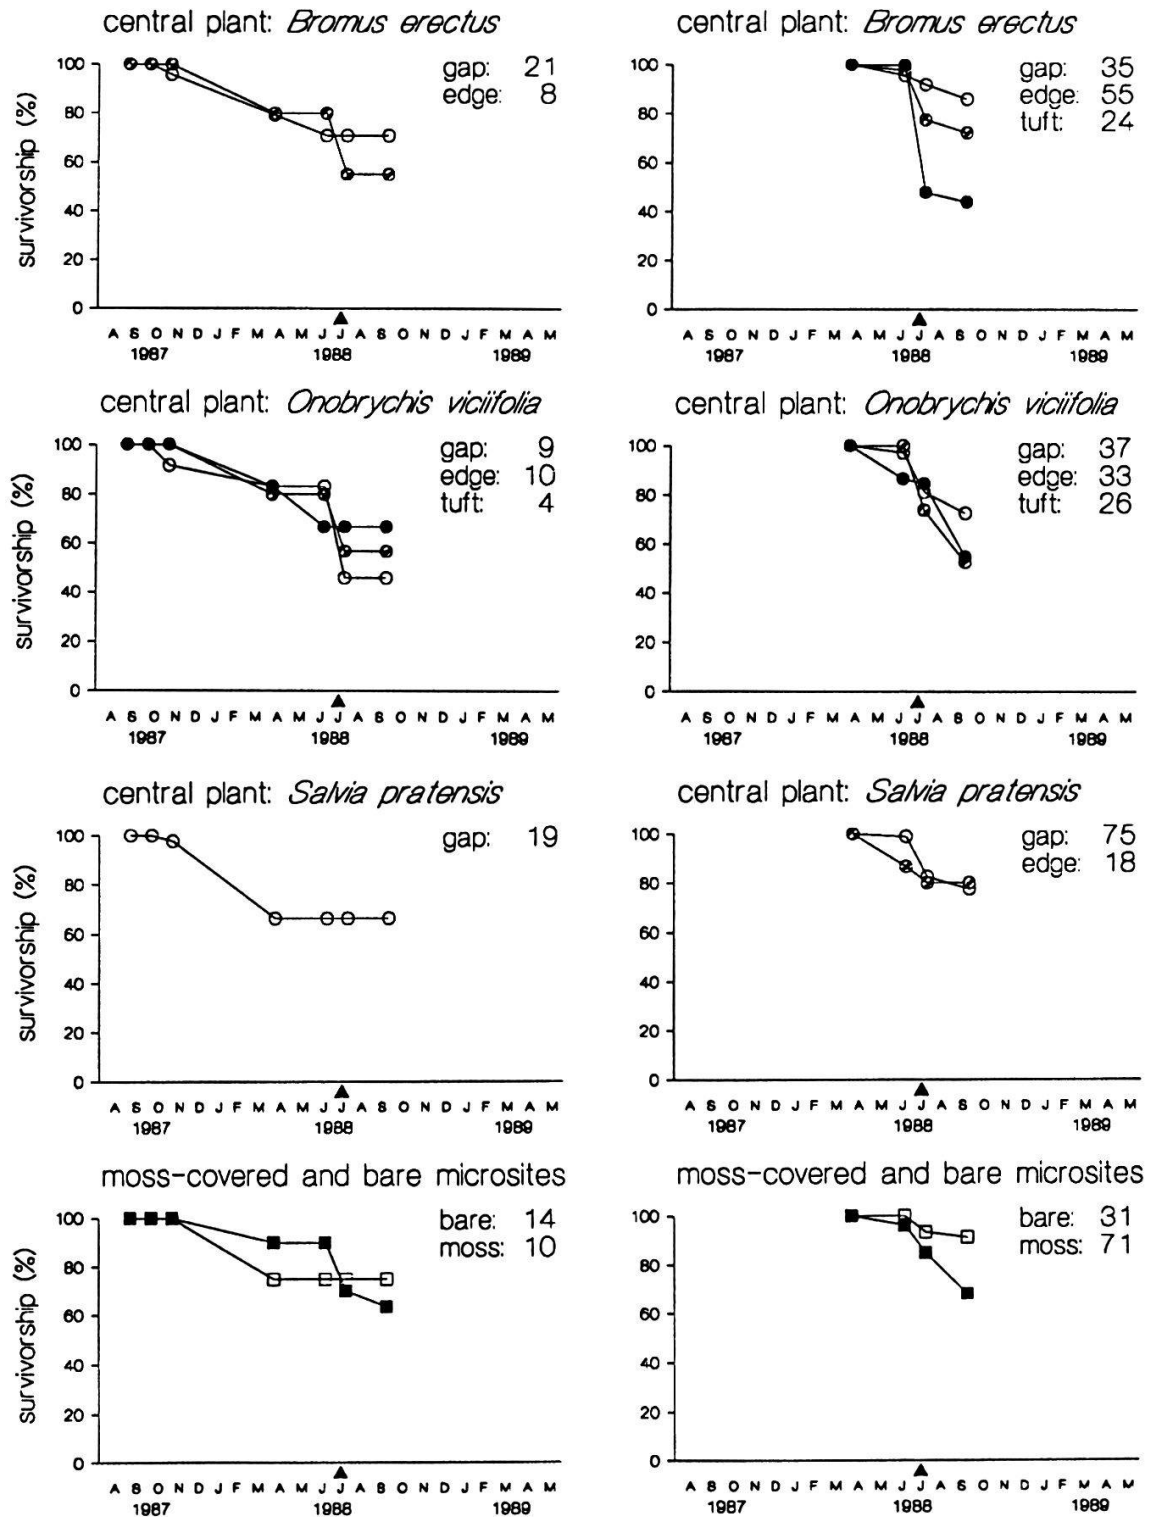 central plant: Bromus erectus
gap: 21
edge: 8
survivorship (%)
100
80
60
40
20
0
A S O N D J F M A M J J A S O N D J F M A M
1987 1988 1989
central plant: Bromus erectus
gap: 35
edge: 55
tuft: 24
100
80
60
40
20
0
A S O N D J F M A M J J A S O N D J F M A M
1987 1988 1989
central plant: Onobrychis viciifolia
gap: 9
edge: 10
tuft: 4
survivorship (%)
100
80
60
40
20
0
A S O N D J F M A M J J A S O N D J F M A M
1987 1988 1989
central plant: Onobrychis viciifolia
gap: 37
edge: 33
tuft: 26
100
80
60
40
20
0
A S O N D J F M A M J J A S O N D J F M A M
1987 1988 1989
central plant: Salvia pratensis
gap: 19
survivorship (%)
100
80
60
40
20
0
A S O N D J F M A M J J A S O N D J F M A M
1987 1988 1989
central plant: Salvia pratensis
gap: 75
edge: 18
100
80
60
40
20
0
A S O N D J F M A M J J A S O N D J F M A M
1987 1988 1989
moss-covered and bare microsites
bare: 14
moss: 10
survivorship (%)
100
80
60
40
20
0
A S O N D J F M A M J J A S O N D J F M A M
1987 1988 1989
moss-covered and bare microsites
bare: 31
moss: 71
100
80
60
40
20
0
A S O N D J F M A M J J A S O N D J F M A M
1987 1988 1989